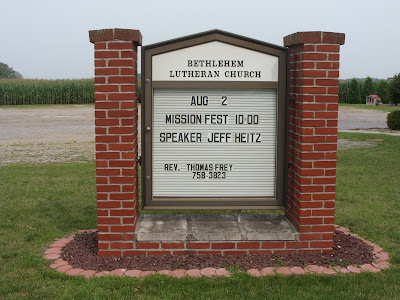 BETHLEHEM
LUTHERAN CHURCH
AUG 2
MISSION FEST 10:00
SPEAKER JEFF HEITZ
REV. THOMAS FREY
758-3823